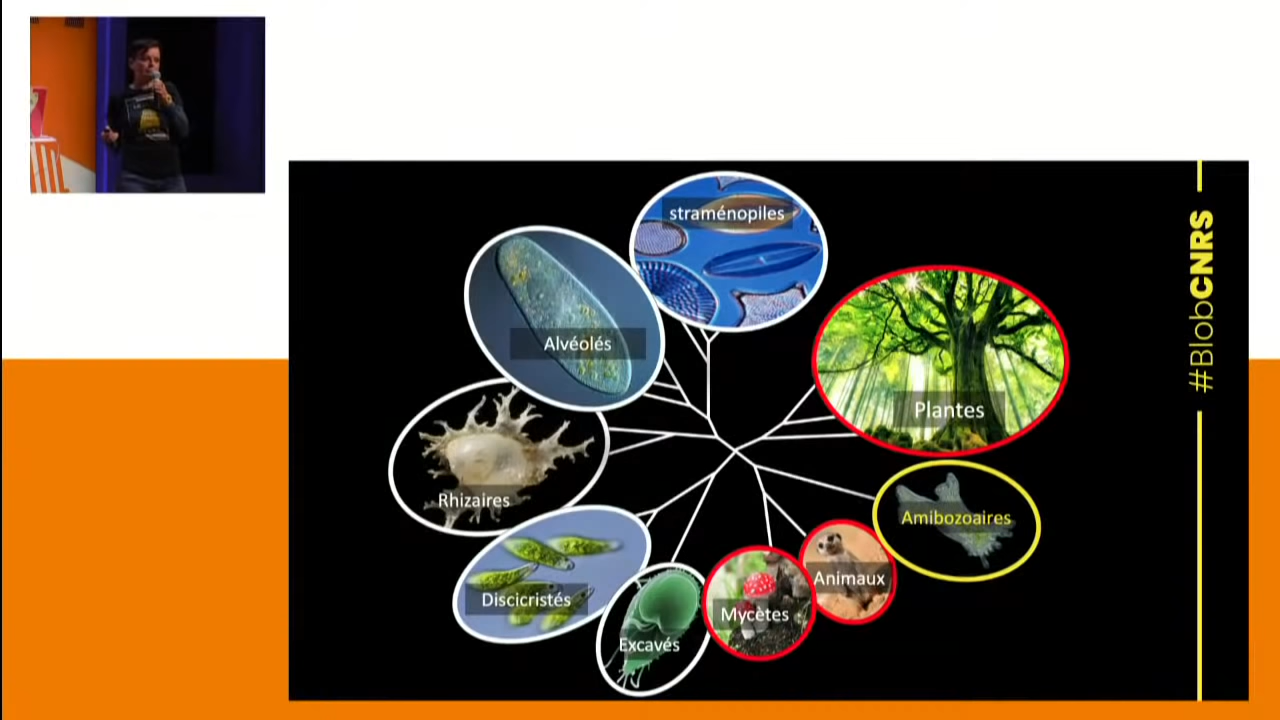 straménopiles
Alvéolés
Plantes
Rhizaires
Amibozoaires
Animaux
Discicristés
Mycètes
Excavés
#BlobCNRS